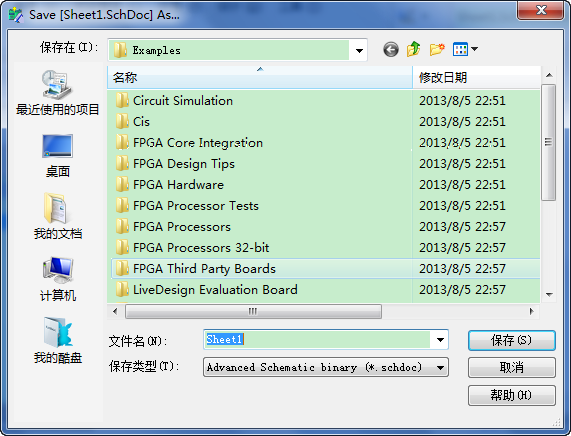 Save [Sheet1.SchDoc] As...
保存在(I):
Examples
名称
修改日期
最近使用的项目
桌面
我的文档
计算机
我的酷盘
Circuit Simulation 2013/8/5 22:51
Cis 2013/8/5 22:51
FPGA Core Integration 2013/8/5 22:51
FPGA Design Tips 2013/8/5 22:51
FPGA Hardware 2013/8/5 22:51
FPGA Processor Tests 2013/8/5 22:51
FPGA Processors 2013/8/5 22:57
FPGA Processors 32-bit 2013/8/5 22:57
FPGA Third Party Boards 2013/8/5 22:57
LiveDesign Evaluation Board 2013/8/5 22:57
文件名(N): Sheet1 保存(S)
保存类型(T): Advanced Schematic binary (*.schdoc) 取消
帮助(H)